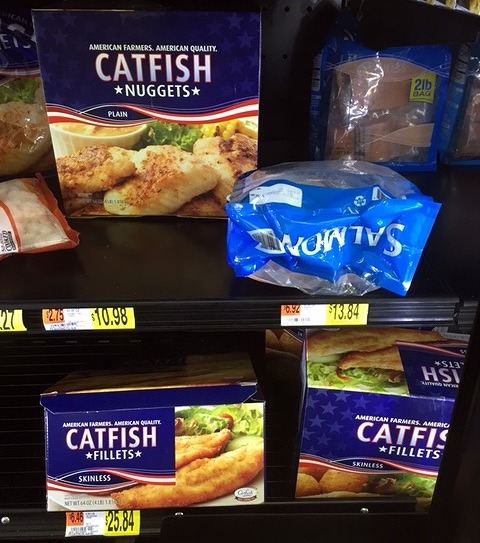 AMERICAN FARMERS. AMERICAN QUALITY.
CATFISH
★NUGGETS★
PLAIN
2lb
BAG
SALMON
.27
$2.75
$10.98
$6.92
$13.84
AMERICAN FARMERS. AMERICAN QUALITY.
CATFISH
★FILLETS★
SKINLESS
NET WT 64 OZ (4 LB)
$6.46
$25.84
AMERICAN FARMERS. AMERICA
CATFIS
★FILLETS
SKINLESS